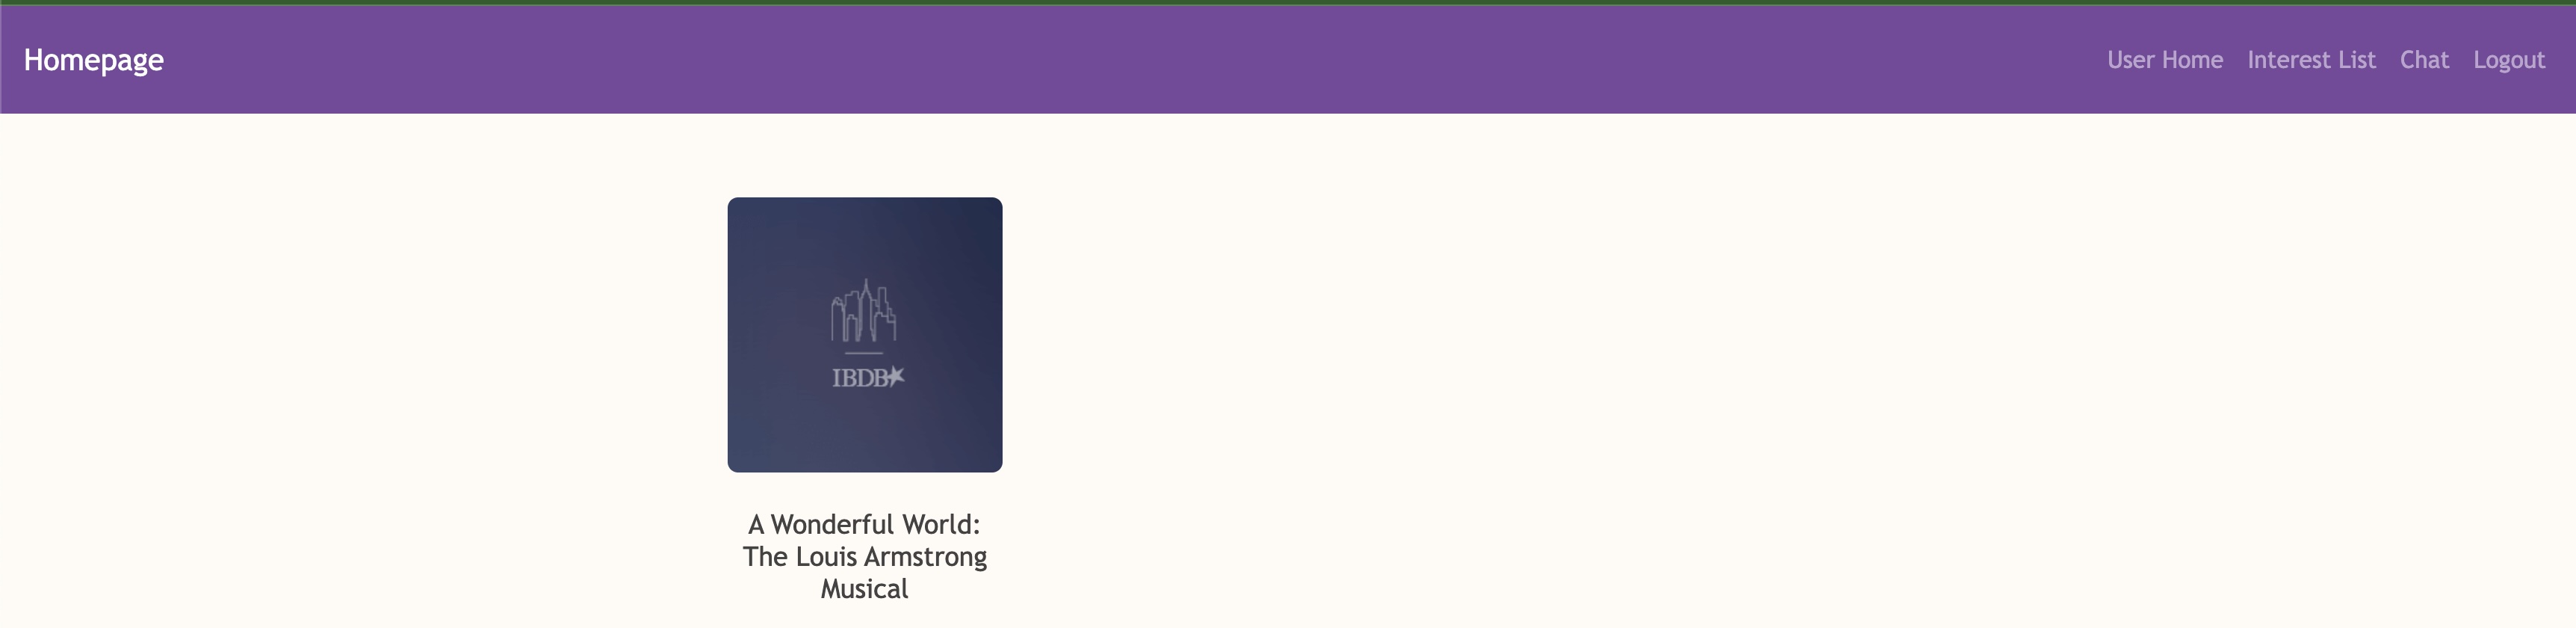 Homepage
User Home
Interest List
Chat
Logout
IBDB
A Wonderful World:
The Louis Armstrong
Musical